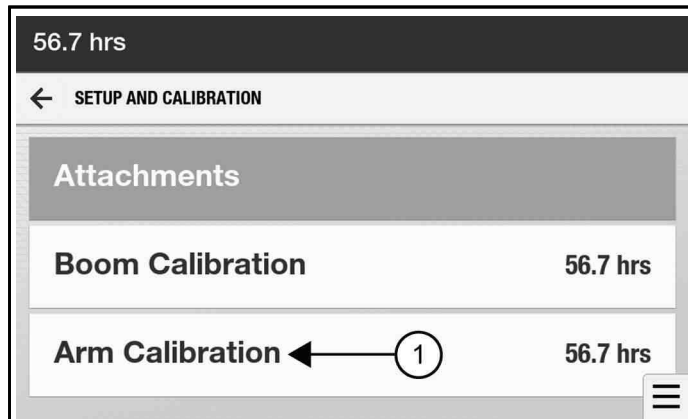 56.7 hrs
SETUP AND CALIBRATION
Attachments
Boom Calibration 56.7 hrs
Arm Calibration 1 56.7 hrs